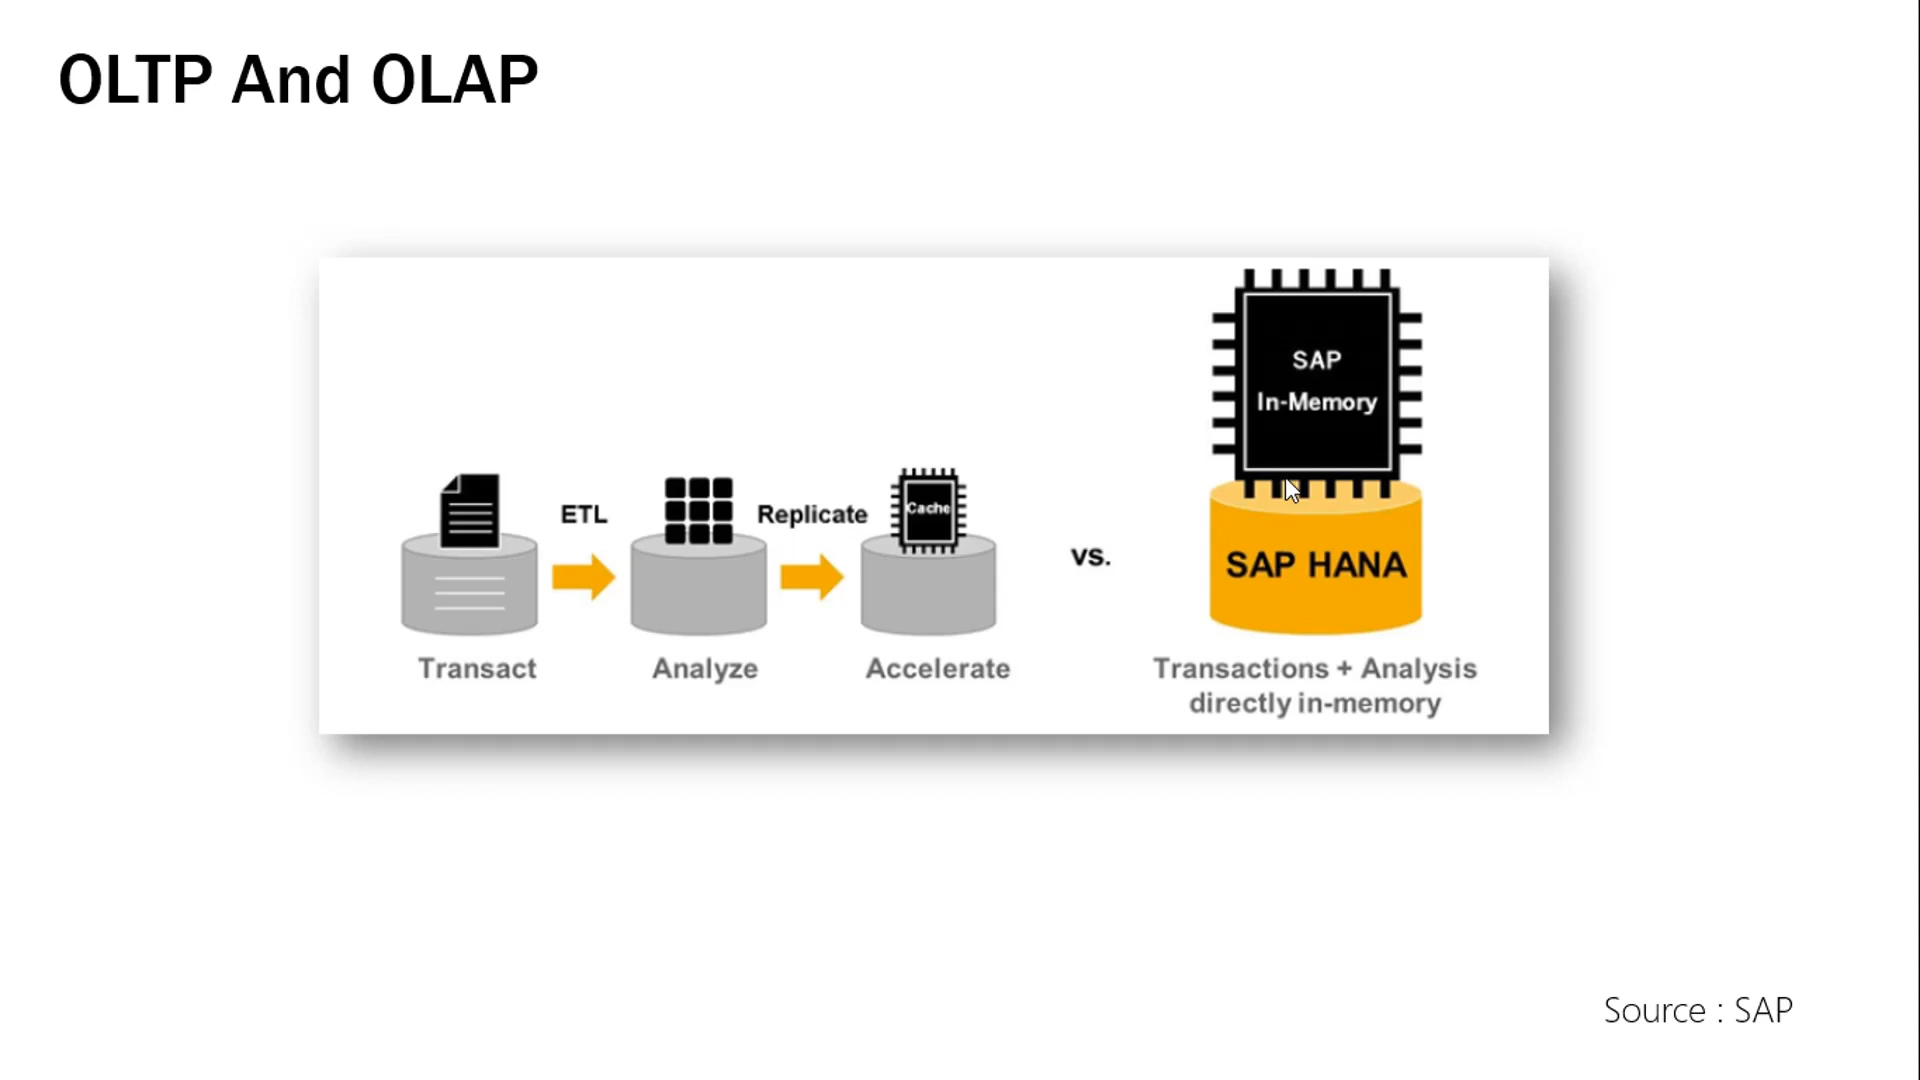 OLTP And OLAP
SAP
In-Memory
ETL
Replicate
Cache
vs.
SAP HANA
Transact
Analyze
Accelerate
Transactions + Analysis
directly in-memory
Source : SAP